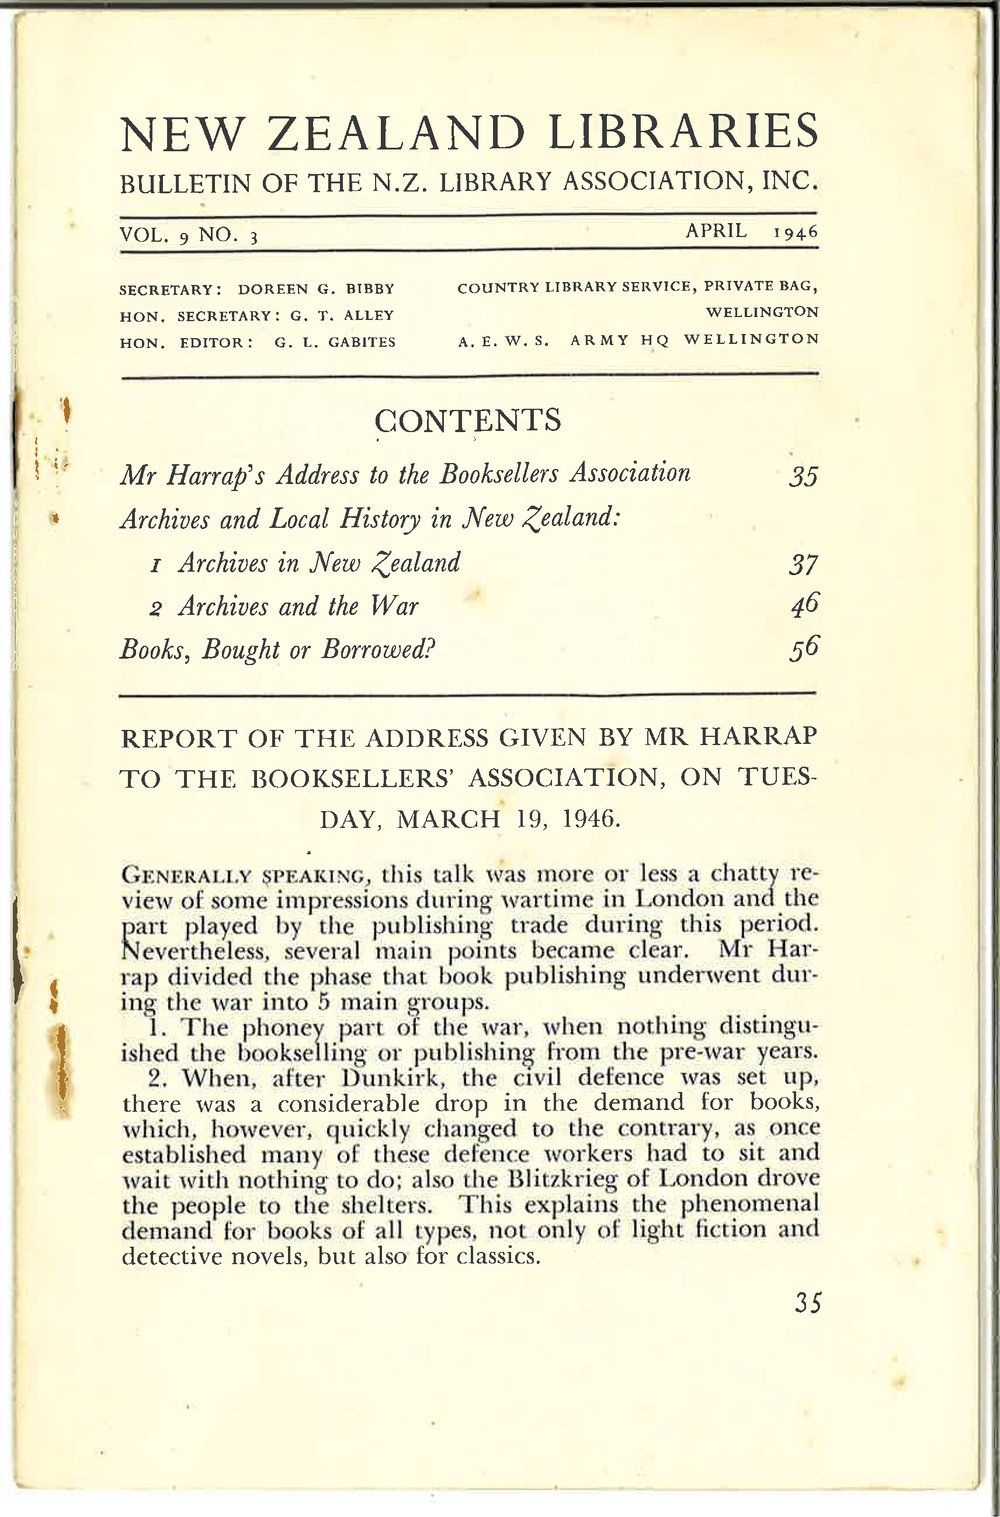 NEW ZEALAND LIBRARIES
BULLETIN OF THE N.Z. LIBRARY ASSOCIATION, INC.
VOL. 9 NO. 3 APRIL 1946
SECRETARY: DOREEN G. BIBBY COUNTRY LIBRARY SERVICE, PRIVATE BAG,
HON. SECRETARY: G. T. ALLEY WELLINGTON
HON. EDITOR: G. L. GABITES A. E. W. S. ARMY HQ WELLINGTON
CONTENTS
Mr Harrap's Address to the Booksellers Association 35
Archives and Local History in New Zealand:
1 Archives in New Zealand 37
2 Archives and the War 46
Books, Bought or Borrowed? 56
REPORT OF THE ADDRESS GIVEN BY MR HARRAP
TO THE BOOKSELLERS' ASSOCIATION, ON TUES-
DAY, MARCH 19, 1946.
GENERALLY SPEAKING, this talk was more or less a chatty re-
view of some impressions during wartime in London and the
part played by the publishing trade during this period.
Nevertheless, several main points became clear. Mr Har-
rap divided the phase that book publishing underwent dur-
ing the war into 5 main groups.
1. The phoney part of the war, when nothing distingu-
ished the bookselling or publishing from the pre-war years.
2. When, after Dunkirk, the civil defence was set up,
there was a considerable drop in the demand for books,
which, however, quickly changed to the contrary, as once
established many of these defence workers had to sit and
wait with nothing to do; also the Blitzkrieg of London drove
the people to the shelters. This explains the phenomenal
demand for books of all types, not only of light fiction and
detective novels, but also for classics.
35